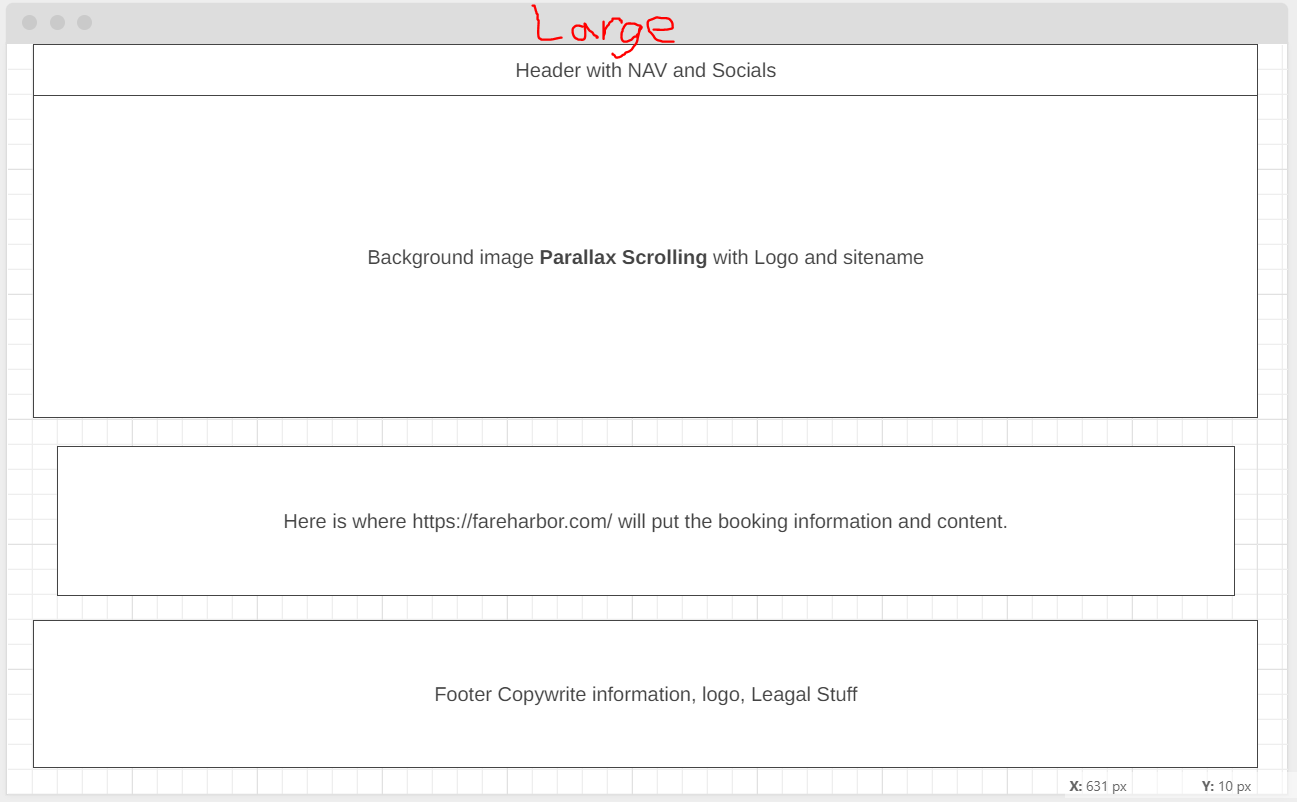 Large
Header with NAV and Socials
Background image Parallax Scrolling with Logo and sitename
Here is where https://fareharbor.com/ will put the booking information and content.
Footer Copywrite information, logo, Leagal Stuff
X: 631 px Y: 10 px